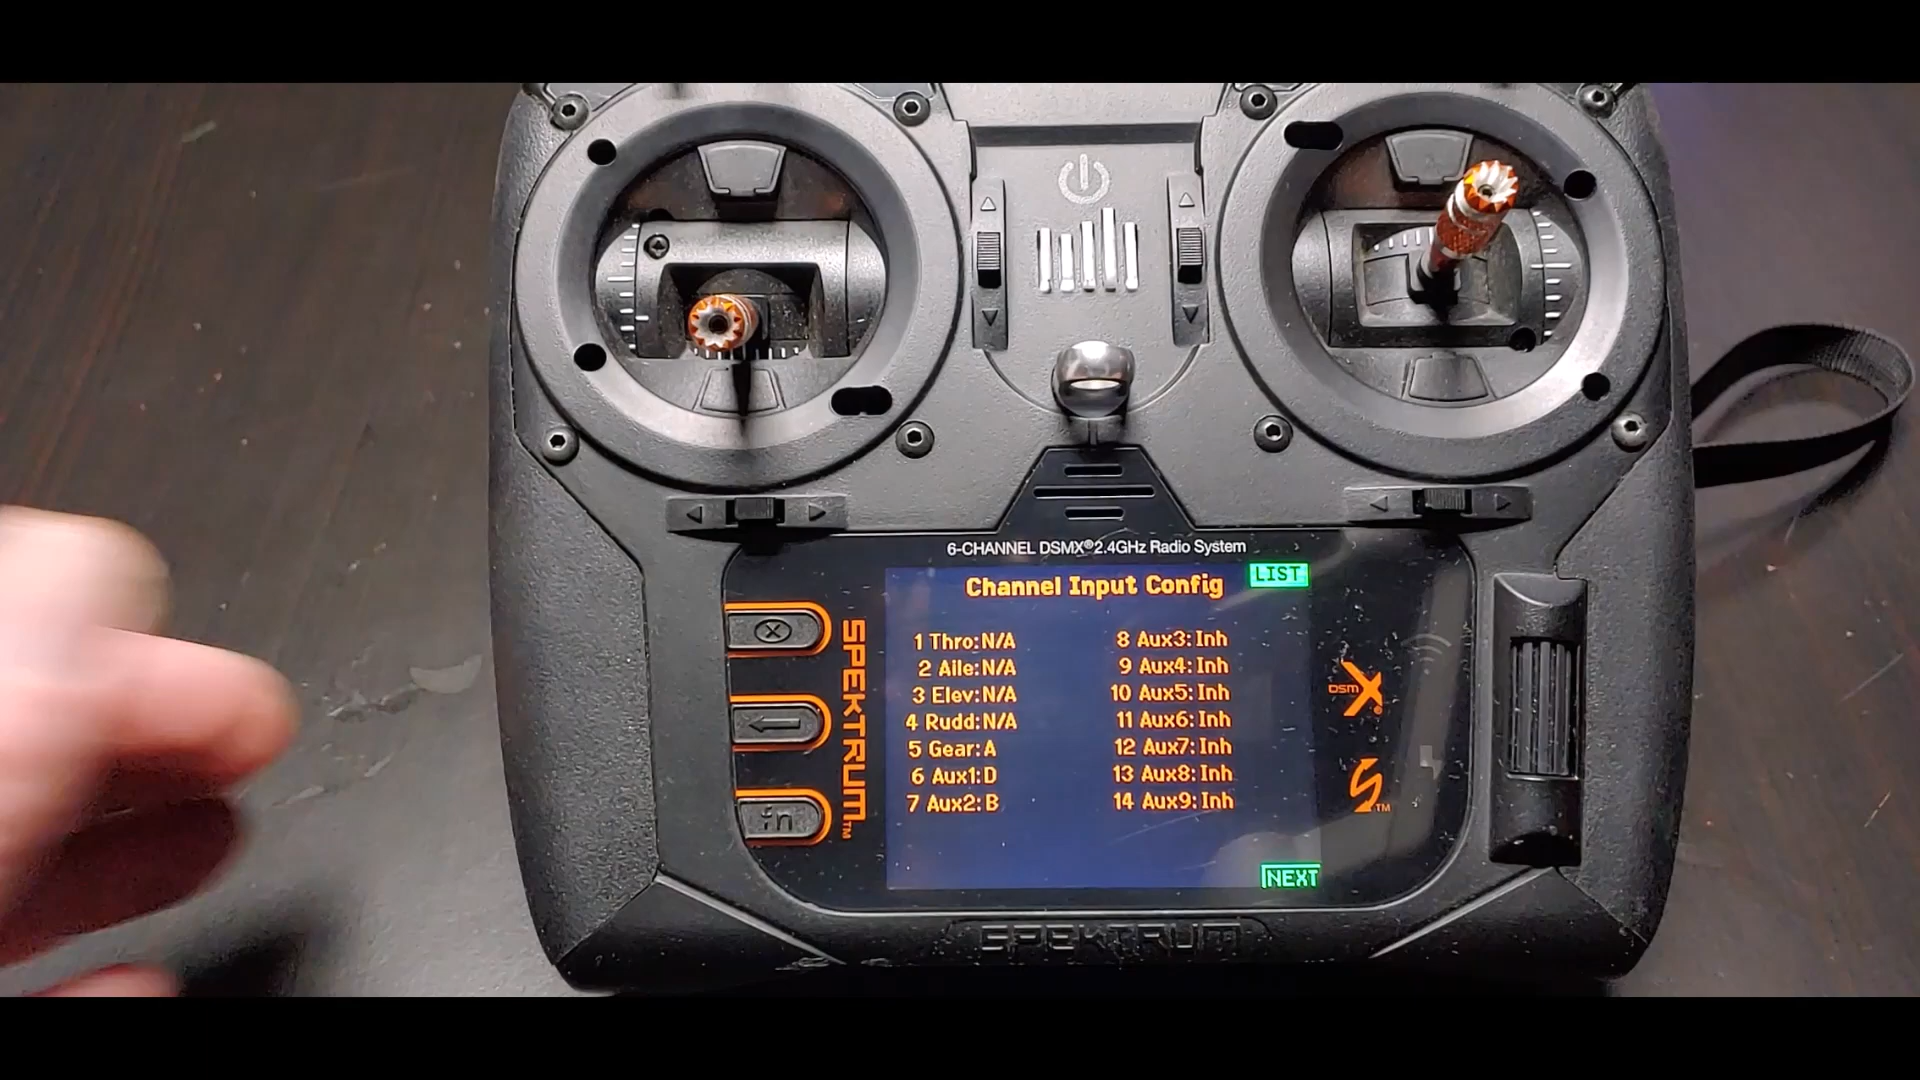 6-CHANNEL DSMX® 2.4GHz Radio System
Channel Input Config
LIST
1 Thro: N/A
2 Aile: N/A
3 Elev: N/A
4 Rudd: N/A
5 Gear: A
6 Aux1: D
7 Aux2: B
8 Aux3: Inh
9 Aux4: Inh
10 Aux5: Inh
11 Aux6: Inh
12 Aux7: Inh
13 Aux8: Inh
14 Aux9: Inh
NEXT
fn
SPEKTRUM™
DSMX®
SPEKTRUM